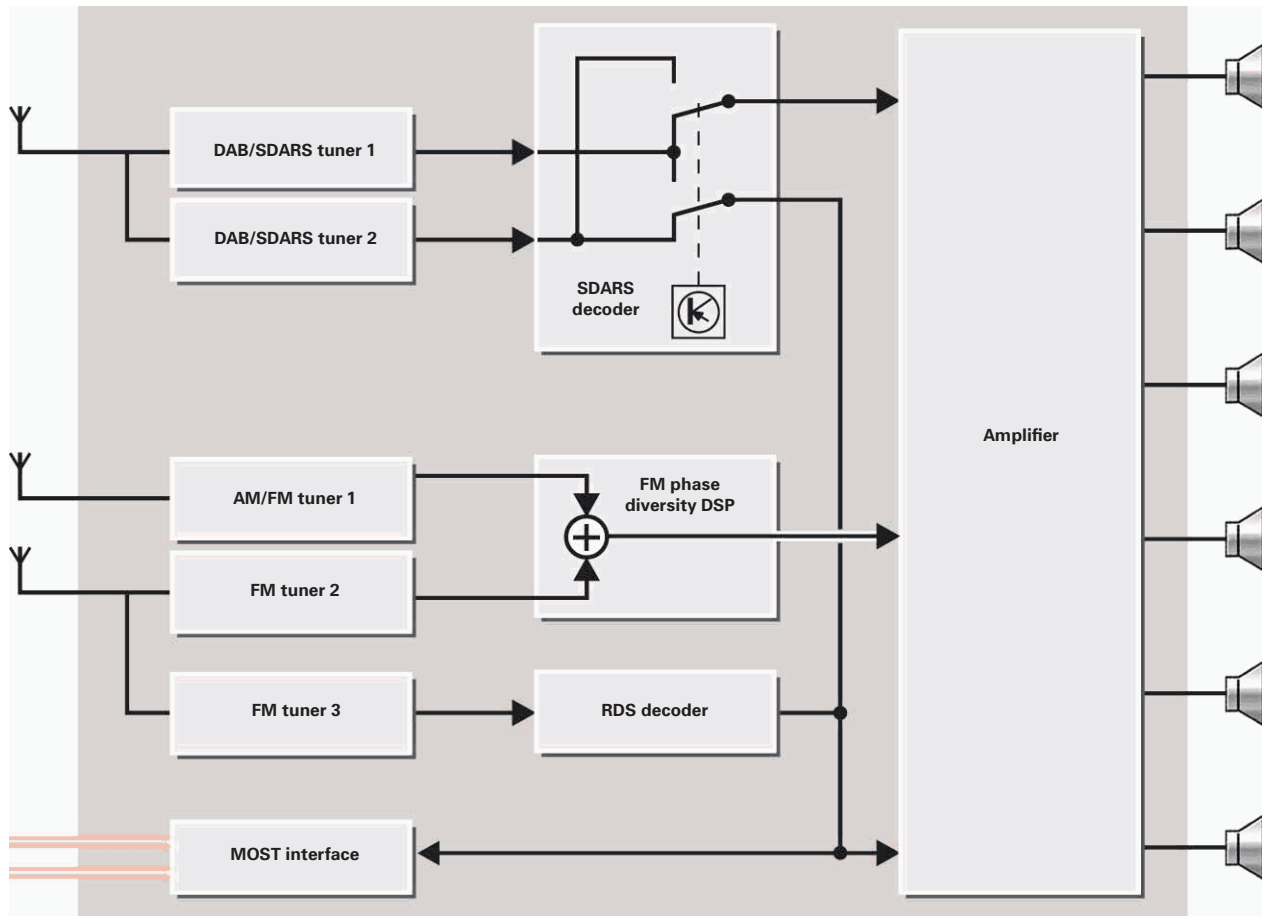 DAB/SDARS tuner 1
DAB/SDARS tuner 2
SDARS
decoder
Amplifier
AM/FM tuner 1
FM phase
diversity DSP
FM tuner 2
FM tuner 3
RDS decoder
MOST interface